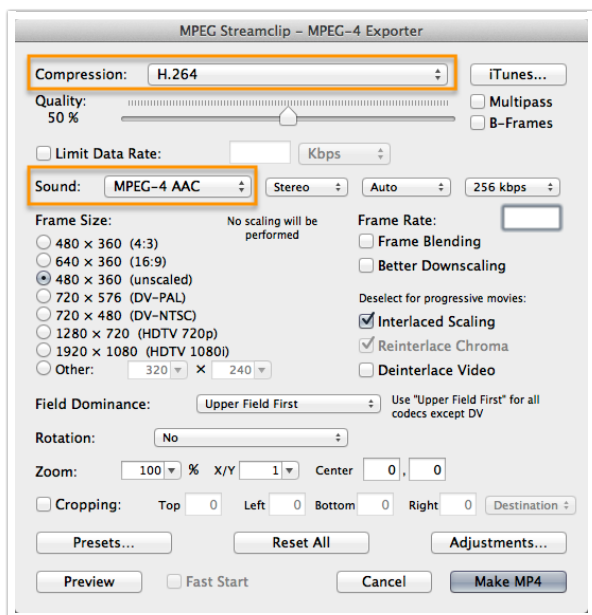 MPEG Streamclip – MPEG-4 Exporter
Compression: H.264 iTunes...
Quality: Multipass
50 % B-Frames
Limit Data Rate: Kbps
Sound: MPEG-4 AAC Stereo Auto 256 kbps
Frame Size: No scaling will be performed Frame Rate:
480 × 360 (4:3) Frame Blending
640 × 360 (16:9) Better Downscaling
480 × 360 (unscaled)
720 × 576 (DV-PAL) Deselect for progressive movies:
720 × 480 (DV-NTSC) Interlaced Scaling
1280 × 720 (HDTV 720p) Reinterlace Chroma
1920 × 1080 (HDTV 1080i)
Other: 320 × 240 Deinterlace Video
Field Dominance: Upper Field First Use "Upper Field First" for all codecs except DV
Rotation: No
Zoom: 100 % X/Y 1 Center 0 , 0
Cropping: Top 0 Left 0 Bottom 0 Right 0 Destination
Presets... Reset All Adjustments...
Preview Fast Start Cancel Make MP4